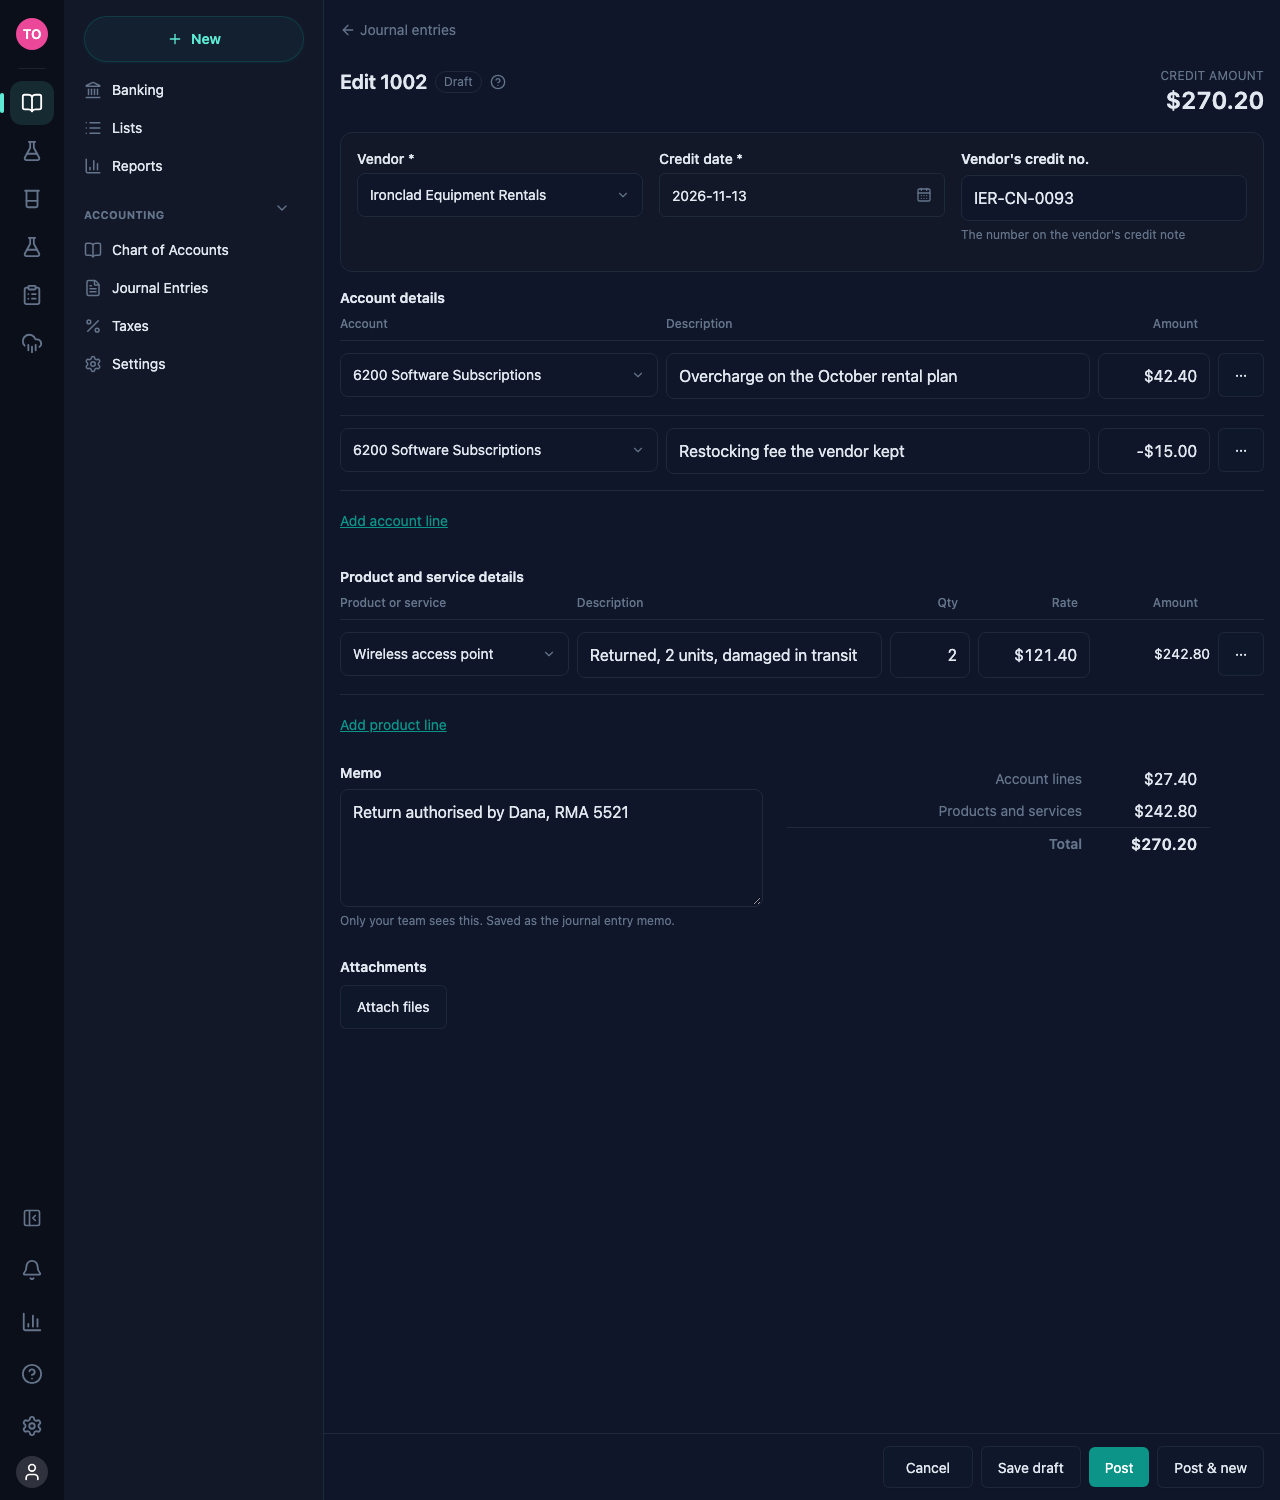 TO
New
Banking
Lists
Reports
ACCOUNTING
Chart of Accounts
Journal Entries
Taxes
Settings
Journal entries
Edit 1002 Draft
CREDIT AMOUNT
$270.20
Vendor * Credit date * Vendor's credit no.
Ironclad Equipment Rentals 2026-11-13 IER-CN-0093
The number on the vendor's credit note
Account details
Account Description Amount
6200 Software Subscriptions Overcharge on the October rental plan $42.40 ...
6200 Software Subscriptions Restocking fee the vendor kept -$15.00 ...
Add account line
Product and service details
Product or service Description Qty Rate Amount
Wireless access point Returned, 2 units, damaged in transit 2 $121.40 $242.80 ...
Add product line
Memo
Return authorised by Dana, RMA 5521
Only your team sees this. Saved as the journal entry memo.
Account lines $27.40
Products and services $242.80
Total $270.20
Attachments
Attach files
Cancel Save draft Post Post & new